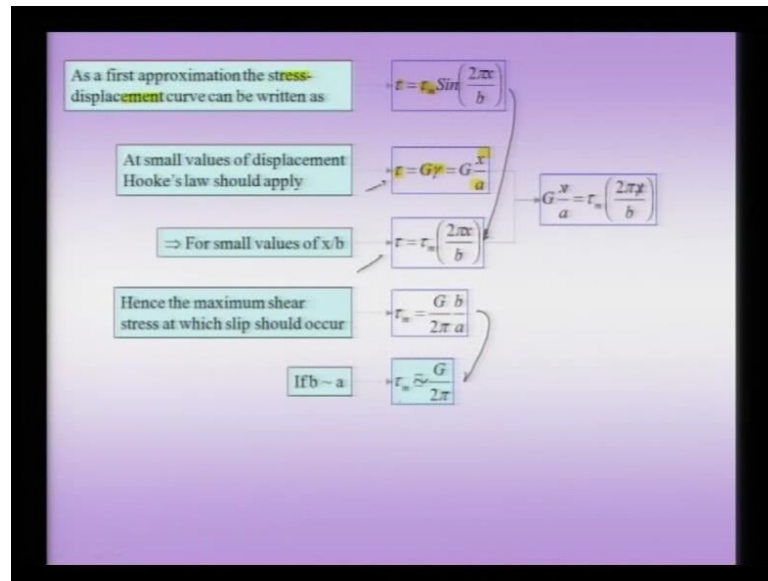 As a first approximation the stress-
displacement curve can be written as
τ = τₘ Sin(2πx/b)
At small values of displacement
Hooke's law should apply
τ = Gγ = G x/a
G x/a = τₘ (2πx/b)
⇒ For small values of x/b
τ = τₘ (2πx/b)
Hence the maximum shear
stress at which slip should occur
τₘ = G/2π b/a
If b ~ a
τₘ ≈ G/2π